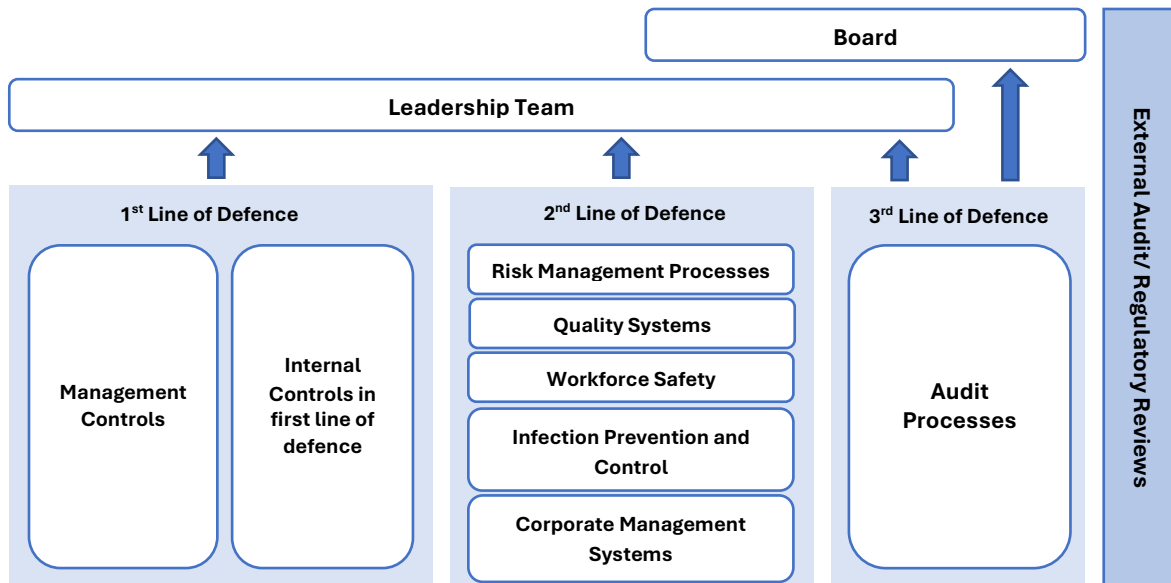 Board
Leadership Team
1st Line of Defence
Management
Controls
Internal
Controls in
first line of
defence
2nd Line of Defence
Risk Management Processes
Quality Systems
Workforce Safety
Infection Prevention and
Control
Corporate Management
Systems
3rd Line of Defence
Audit
Processes
External Audit/ Regulatory Reviews